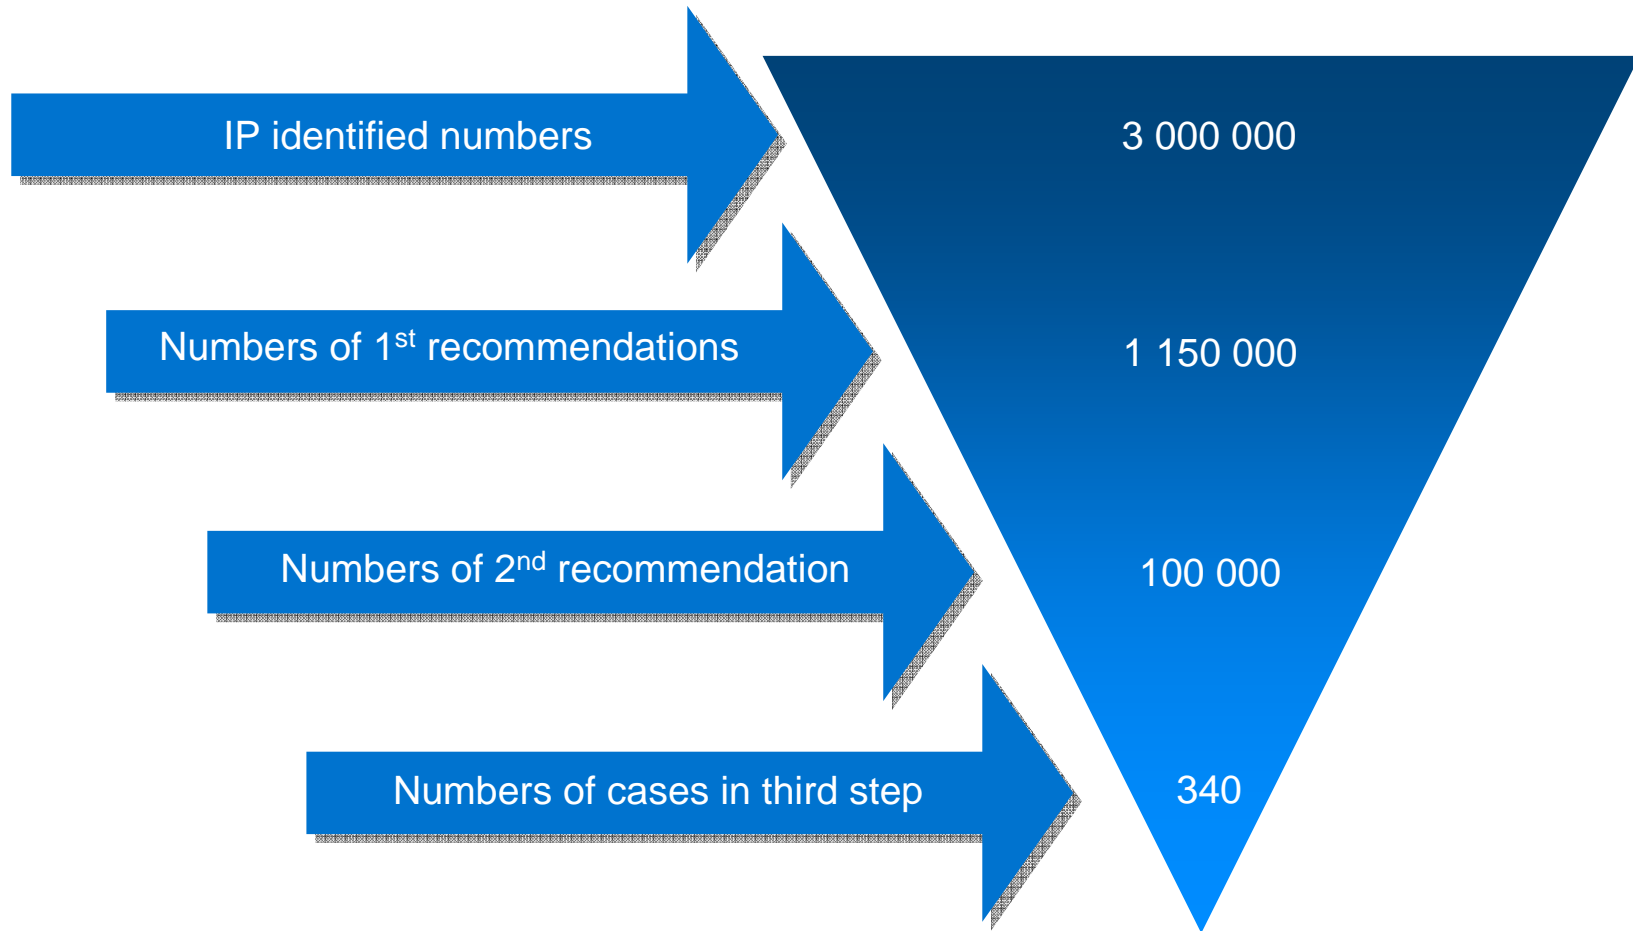 IP identified numbers
3 000 000
Numbers of 1st recommendations
1 150 000
Numbers of 2nd recommendation
100 000
Numbers of cases in third step
340